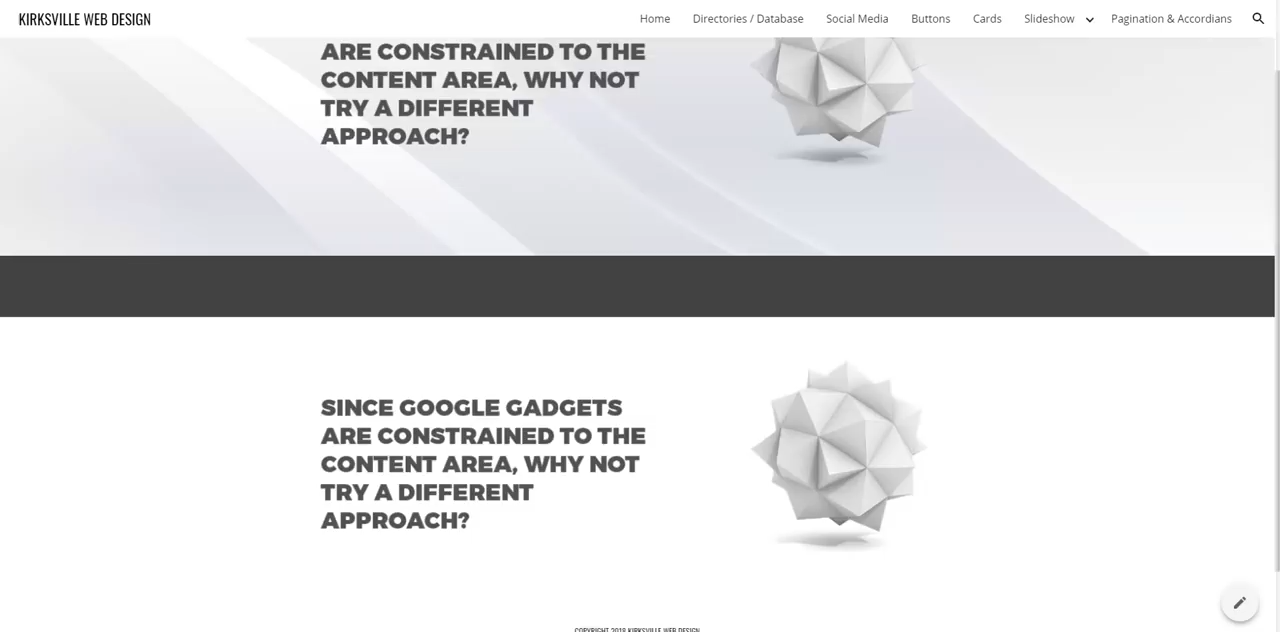 KIRKSVILLE WEB DESIGN
Home Directories / Database Social Media Buttons Cards Slideshow Pagination & Accordians
ARE CONSTRAINED TO THE
CONTENT AREA, WHY NOT
TRY A DIFFERENT
APPROACH?
SINCE GOOGLE GADGETS
ARE CONSTRAINED TO THE
CONTENT AREA, WHY NOT
TRY A DIFFERENT
APPROACH?
COPYRIGHT 2018 KIRKSVILLE WEB DESIGN